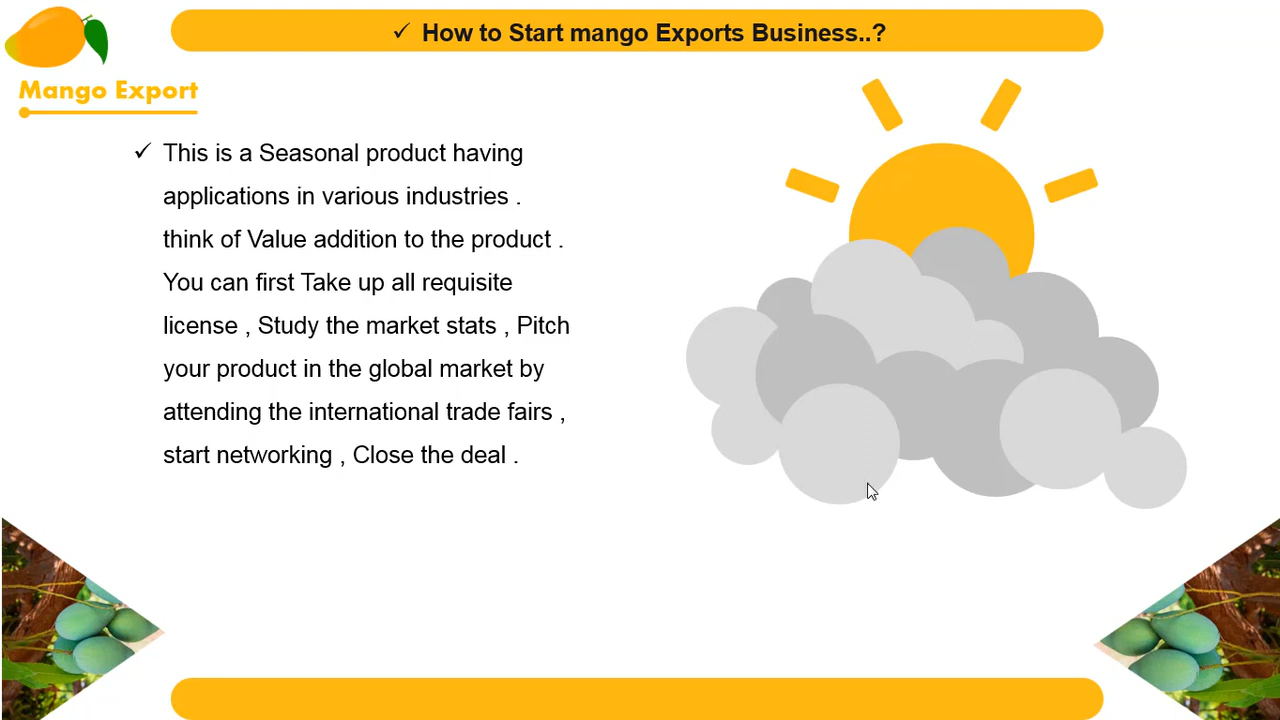 ✓ How to Start mango Exports Business..?
Mango Export
✓ This is a Seasonal product having
applications in various industries .
think of Value addition to the product .
You can first Take up all requisite
license , Study the market stats , Pitch
your product in the global market by
attending the international trade fairs ,
start networking , Close the deal .